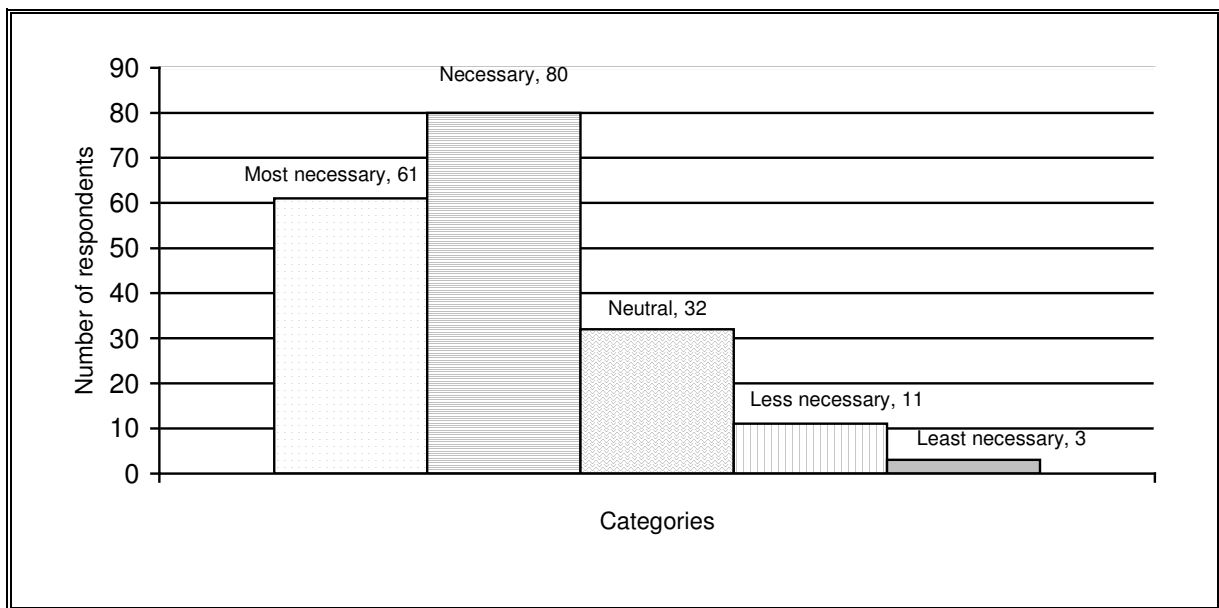 Number of respondents
90
80
70
60
50
40
30
20
10
0
Most necessary, 61
Necessary, 80
Neutral, 32
Less necessary, 11
Least necessary, 3
Categories